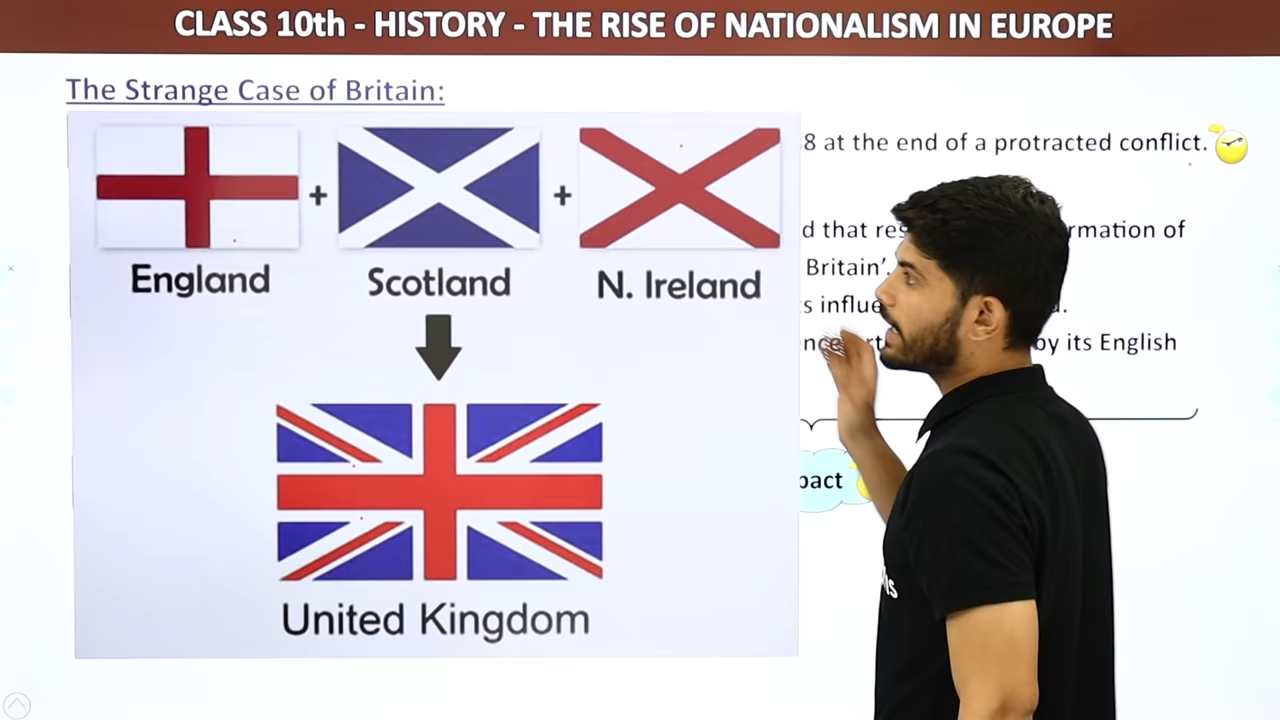 CLASS 10th - HISTORY - THE RISE OF NATIONALISM IN EUROPE
The Strange Case of Britain:
8 at the end of a protracted conflict.
d that res rmation of
Britain’.
s influe
by its English
pact
+
+
England
Scotland
N. Ireland
United Kingdom